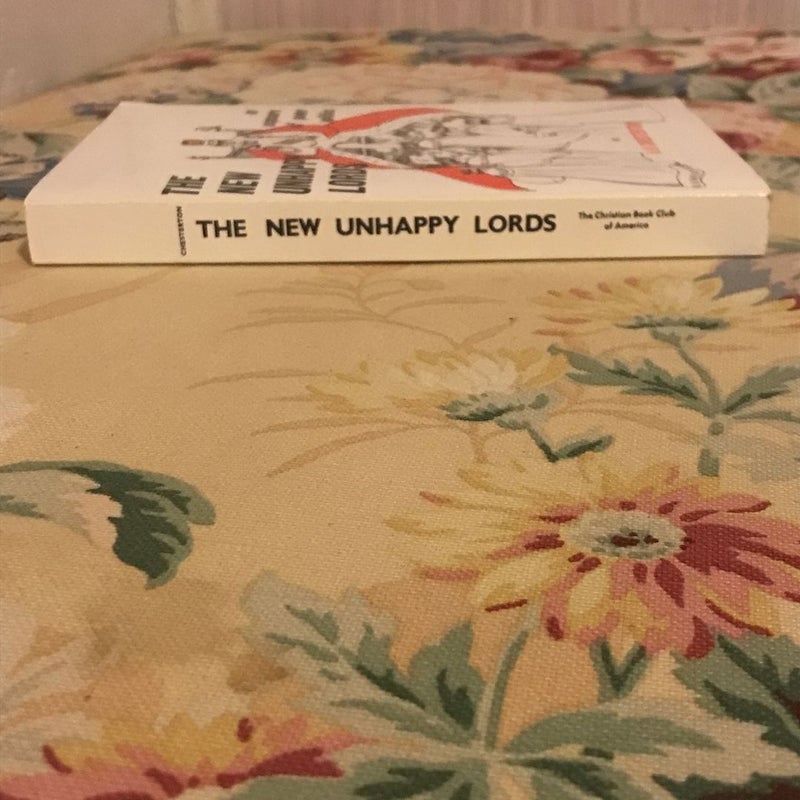 THE
NEW
UNHAPPY
LORDS
CHESTERTON
THE NEW UNHAPPY LORDS
The Christian Book Club
of America